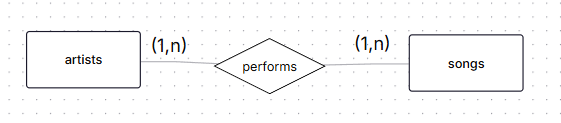 (1,n)
(1,n)
artists
performs
songs